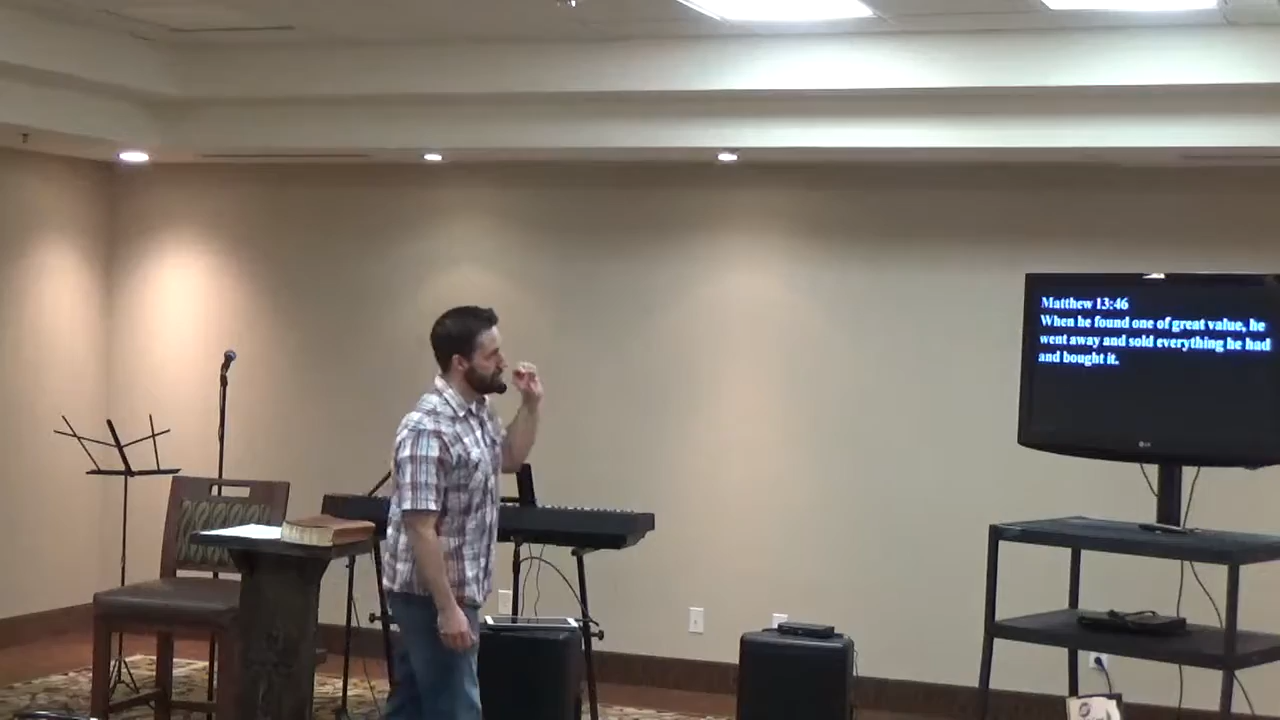 Matthew 13:46
When he found one of great value, he
went away and sold everything he had
and bought it.
LG